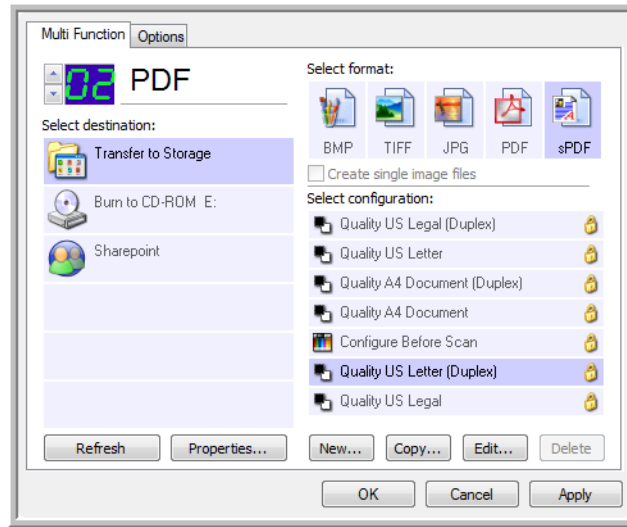 Multi Function Options
02 PDF
Select destination:
Transfer to Storage
Burn to CD-ROM E:
Sharepoint
Refresh Properties...
Select format:
BMP TIFF JPG PDF sPDF
Create single image files
Select configuration:
Quality US Legal (Duplex)
Quality US Letter
Quality A4 Document (Duplex)
Quality A4 Document
Configure Before Scan
Quality US Letter (Duplex)
Quality US Legal
New... Copy... Edit... Delete
OK Cancel Apply